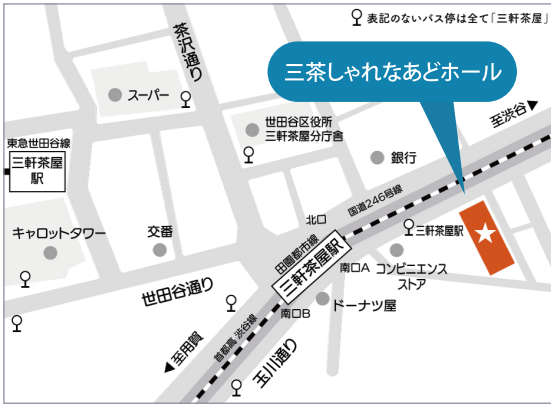 表記のないバス停は全て「三軒茶屋」
茶沢通り
三茶しゃれなあどホール
スーパー
至渋谷
世田谷区役所
三軒茶屋分庁舎
東急世田谷線
三軒茶屋
駅
銀行
国道246号線
北口
三軒茶屋駅
キャロットタワー
交番
田園都市線
三軒茶屋駅
南口A
コンビニエンス
ストア
世田谷通り
南口B
ドーナツ屋
首都高 渋谷線
至用賀
玉川通り